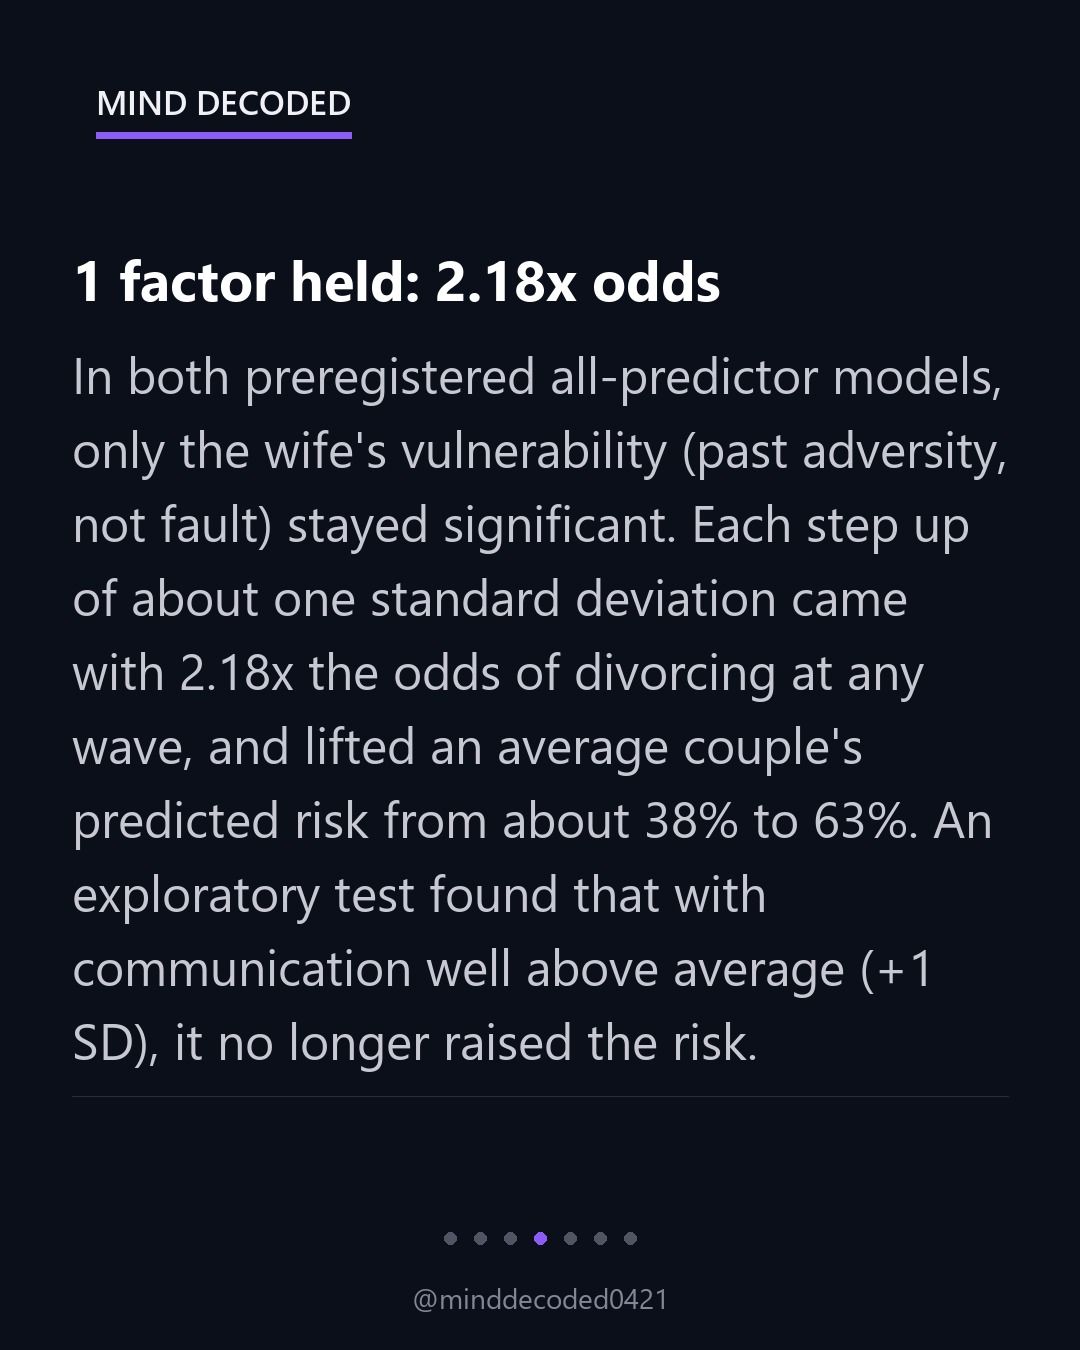 MIND DECODED
1 factor held: 2.18x odds
In both preregistered all-predictor models,
only the wife's vulnerability (past adversity,
not fault) stayed significant. Each step up
of about one standard deviation came
with 2.18x the odds of divorcing at any
wave, and lifted an average couple's
predicted risk from about 38% to 63%. An
exploratory test found that with
communication well above average (+1
SD), it no longer raised the risk.
@minddecoded0421